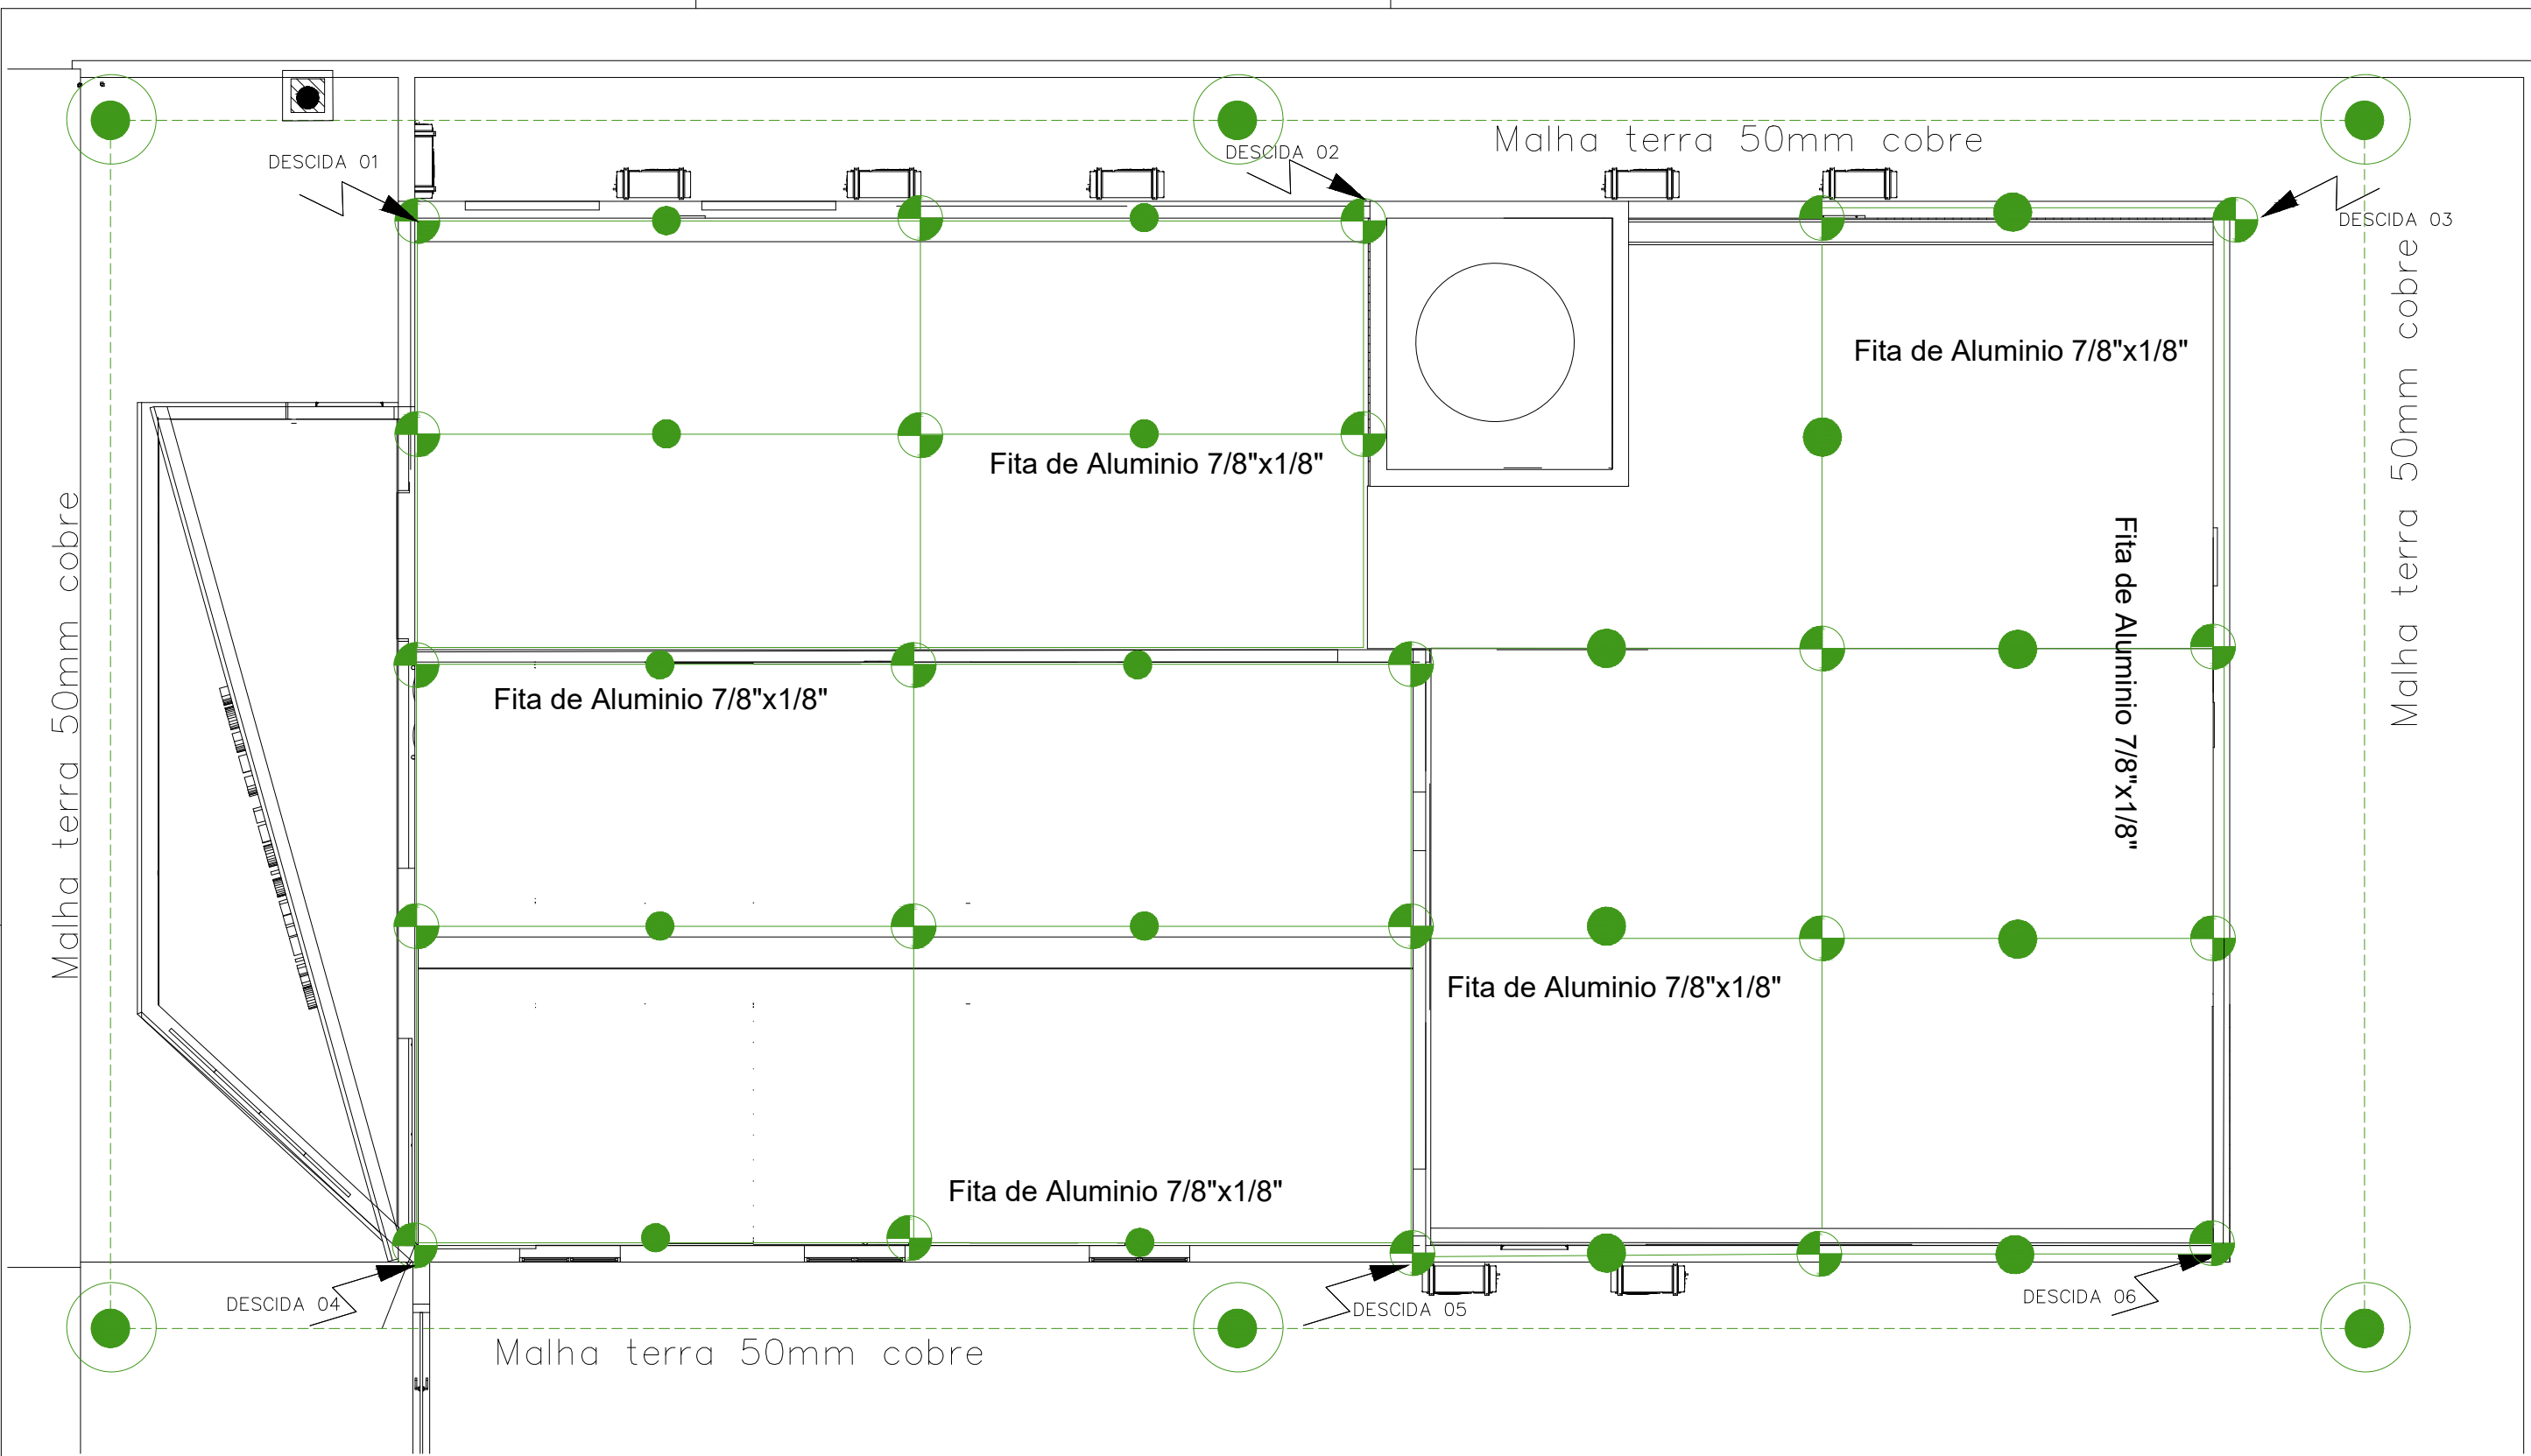 Malha terra 50mm cobre
DESCIDA 02
DESCIDA 01
DESCIDA 03
Fita de Aluminio 7/8"x1/8"
Malha terra 50mm cobre
Fita de Aluminio 7/8"x1/8"
Fita de Aluminio 7/8"x1/8"
Fita de Aluminio 7/8"x1/8"
Malha terra 50mm cobre
Fita de Aluminio 7/8"x1/8"
Fita de Aluminio 7/8"x1/8"
DESCIDA 04
DESCIDA 05
DESCIDA 06
Malha terra 50mm cobre